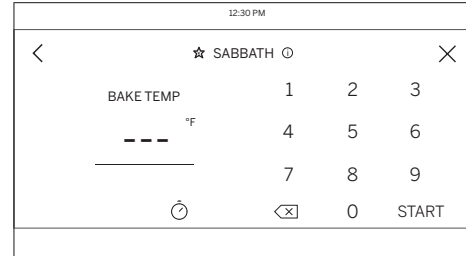 12:30 PM
SABBATH
BAKE TEMP
--- °F
1 2 3
4 5 6
7 8 9
0 START